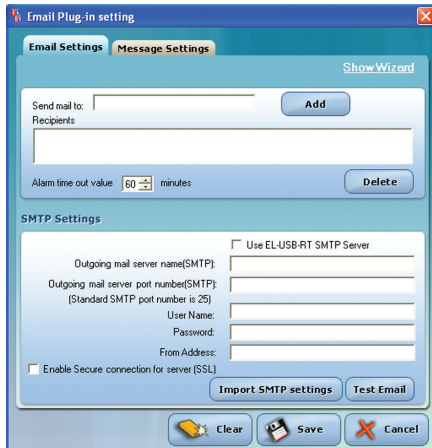 Email Plug-in setting
Email Settings
Message Settings
Show Wizard
Send mail to:
Add
Recipients
Alarm time out value 60 minutes
Delete
SMTP Settings
Use EL-USB-RT SMTP Server
Outgoing mail server name(SMTP):
Outgoing mail server port number(SMTP):
(Standard SMTP port number is 25)
User Name:
Password:
From Address:
Enable Secure connection for server (SSL)
Import SMTP settings
Test Email
Clear
Save
Cancel